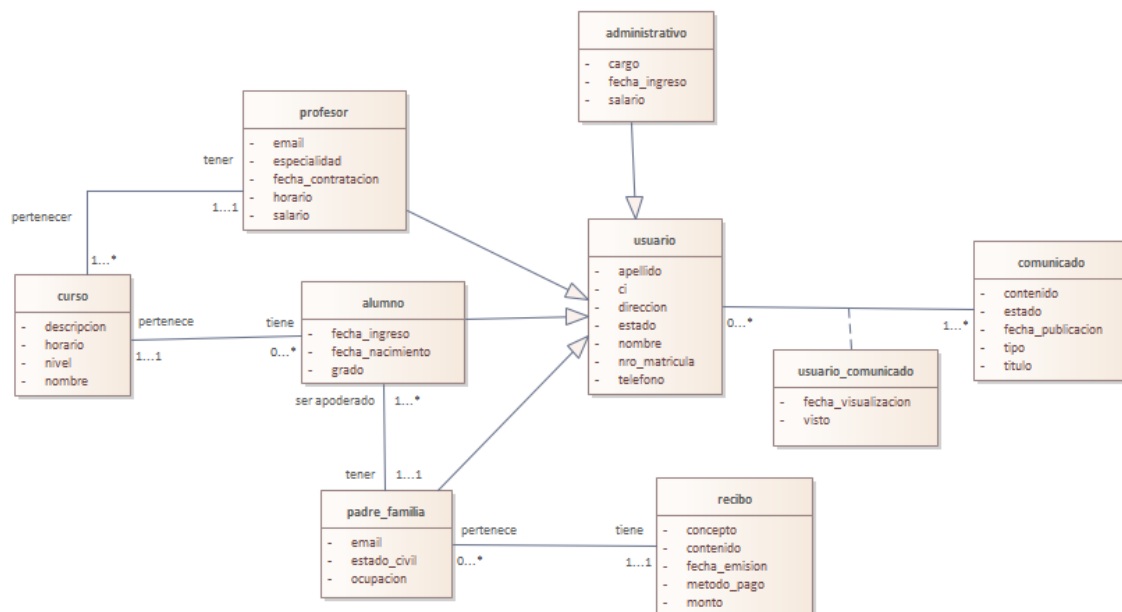 administrativo
- cargo
- fecha_ingreso
- salario
profesor
- email
- especialidad
- fecha_contratacion
- horario
- salario
tener
1...1
pertenecer
1...*
curso
- descripcion
- horario
- nivel
- nombre
pertenece
1...1
tiene
0...*
alumno
- fecha_ingreso
- fecha_nacimiento
- grado
usuario
- apellido
- ci
- direccion
- estado
- nombre
- nro_matricula
- telefono
0...*
1...*
comunicado
- contenido
- estado
- fecha_publicacion
- tipo
- titulo
usuario_comunicado
- fecha_visualizacion
- visto
ser apoderado
1...*
tener
1...1
padre_familia
- email
- estado_civil
- ocupacion
pertenece
0...*
tiene
1...1
recibo
- concepto
- contenido
- fecha_emision
- metodo_pago
- monto